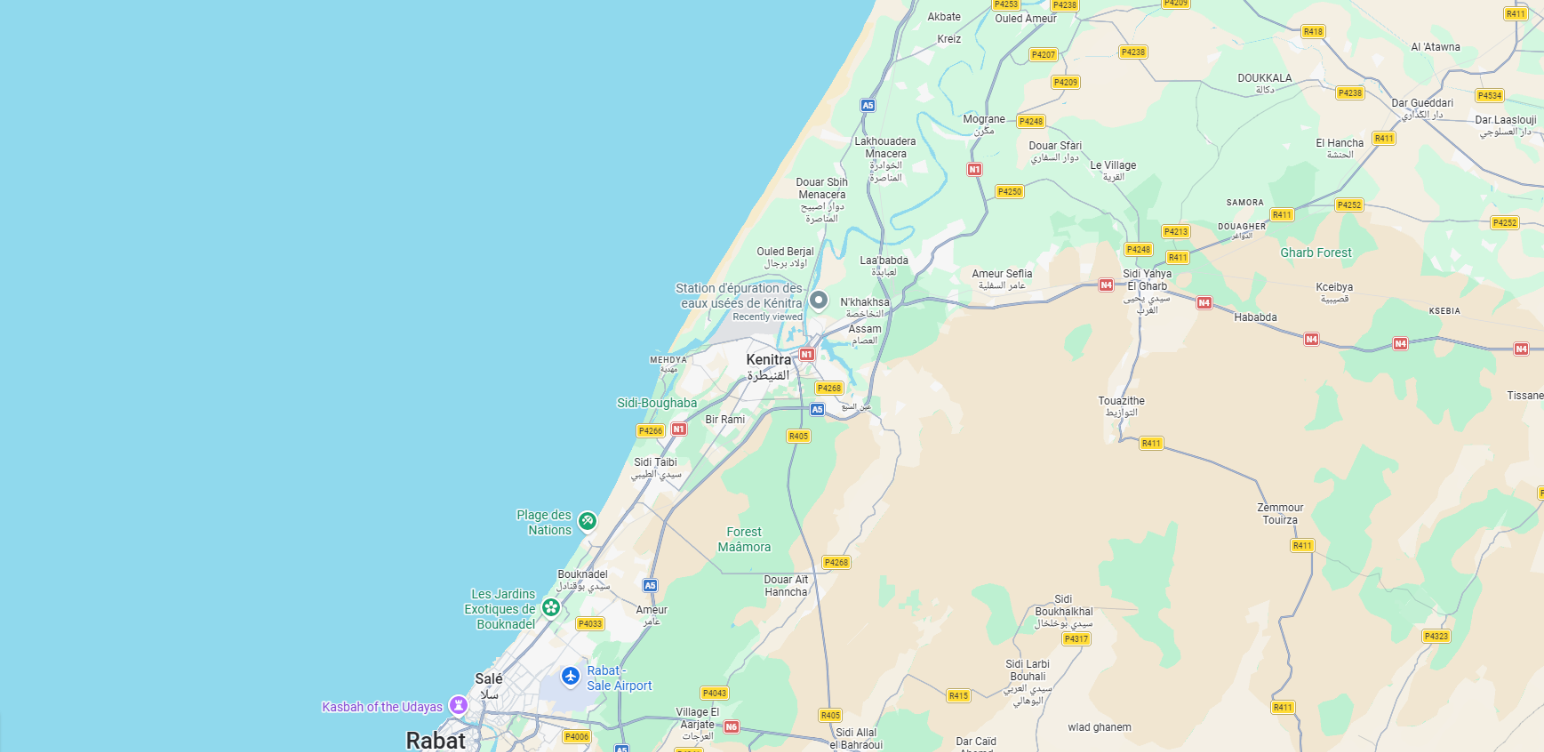 P4253
P4238
P4209
Akbate
Ouled Ameur
R411
R418
Kreiz
Al 'Atawna
P4207
P4238
DOUKKALA
دكالة
P4209
P4238
P4534
A5
Dar Gueddari
دار الكداري
Mograne
مكرن
P4248
Dar Laaslouji
دار العسلوجي
Lakhouadera
Mnacera
الخوادرة
المناصرة
Douar Sfari
دوار السفاري
El Hancha
الحنشة
R411
Le Village
القرية
N1
Douar Sbih
Menacera
دوار اصبيح
المناصرة
P4250
SAMORA
R411
P4252
P4252
DOUAGHER
الدواغر
P4213
Ouled Berjal
اولاد برجال
P4248
R411
Gharb Forest
Laa'babda
لعبابدة
Ameur Seflia
عامر السفلية
Sidi Yahya
El Gharb
سيدي يحيى
الغرب
N4
Station d'épuration des
eaux usées de Kénitra
Recently viewed
N'khakhsa
النخاخصة
N4
Kceibya
قصيبية
KSEBIA
Hababda
Assam
العصام
N4
N4
N4
MEHDYA
مهدية
Kenitra
القنيطرة
N1
P4268
Sidi-Boughaba
A5
عين السبع
Touazithe
التوازيط
Tissane
Bir Rami
P4266
N1
R405
R411
Sidi Taibi
سيدي الطيبي
Plage des
Nations
Zemmour
Touirza
Forest
Maâmora
R411
P4268
Bouknadel
سيدي بوقنادل
A5
Douar Ait
Hanncha
Les Jardins
Exotiques de
Bouknadel
Ameur
عامر
Sidi
Boukhalkhal
سيدي بوخلخال
P4033
P4317
P4323
Rabat -
Sale Airport
Sidi Larbi
Bouhali
سيدي العربي
البوهالي
Salé
سلا
P4043
R415
Kasbah of the Udayas
R411
Village El
Aarjate
العرجات
R405
N6
wlad ghanem
Rabat
P4006
A5
Sidi Allal
el Bahraoui
Dar Caïd